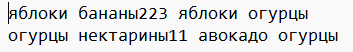 яблоки бананы223 яблоки огурцы
огурцы нектарины11 авокадо огурцы